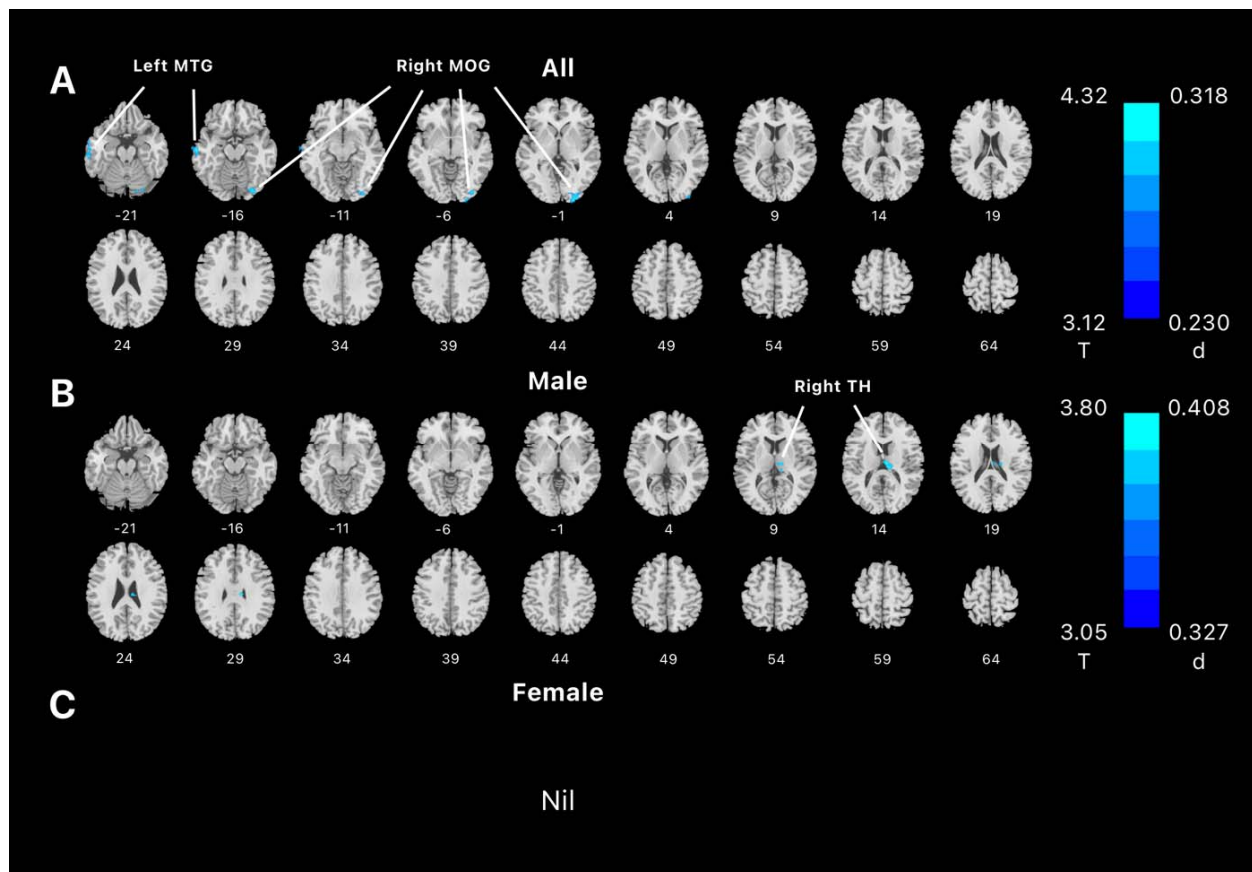 A
Left MTG
Right MOG
All
-21 -16 -11 -6 -1 4 9 14 19
24 29 34 39 44 49 54 59 64
4.32 0.318
3.12 0.230
T d
B
Male
Right TH
-21 -16 -11 -6 -1 4 9 14 19
24 29 34 39 44 49 54 59 64
3.80 0.408
3.05 0.327
T d
C
Female
Nil